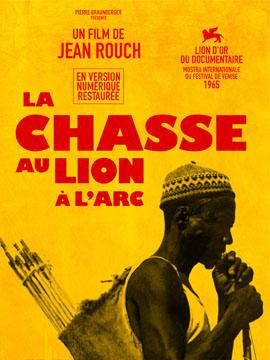 PIERRE BRAUNBERGER
PRÉSENTE
UN FILM DE
JEAN ROUCH
EN VERSION
NUMÉRIQUE
RESTAURÉE
LION D'OR
DU DOCUMENTAIRE
MOSTRA INTERNATIONALE
DU FESTIVAL DE VENISE
1965
LA
CHASSE
AU LION
À L'ARC